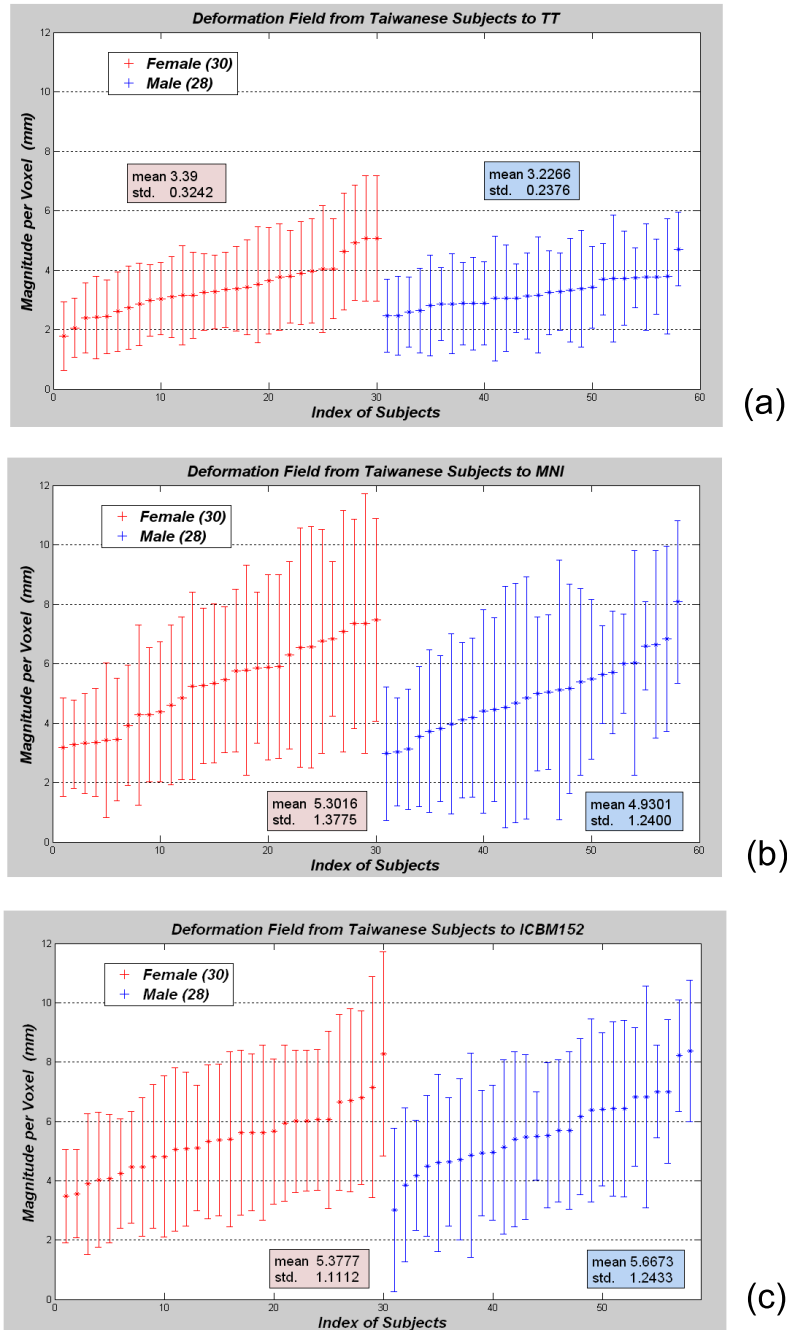 Deformation Field from Taiwanese Subjects to TT
12
10
8
6
4
2
0
Magnitude per Voxel (mm)
Female (30)
Male (28)
mean 3.39
std. 0.3242
mean 3.2266
std. 0.2376
0 10 20 30 40 50 60
Index of Subjects
(a)
Deformation Field from Taiwanese Subjects to MNI
12
10
8
6
4
2
0
Magnitude per Voxel (mm)
Female (30)
Male (28)
mean 5.3016
std. 1.3775
mean 4.9301
std. 1.2400
0 10 20 30 40 50 60
Index of Subjects
(b)
Deformation Field from Taiwanese Subjects to ICBM152
12
10
8
6
4
2
0
Magnitude per Voxel (mm)
Female (30)
Male (28)
mean 5.3777
std. 1.1112
mean 5.6673
std. 1.2433
0 10 20 30 40 50
Index of Subjects
(c)